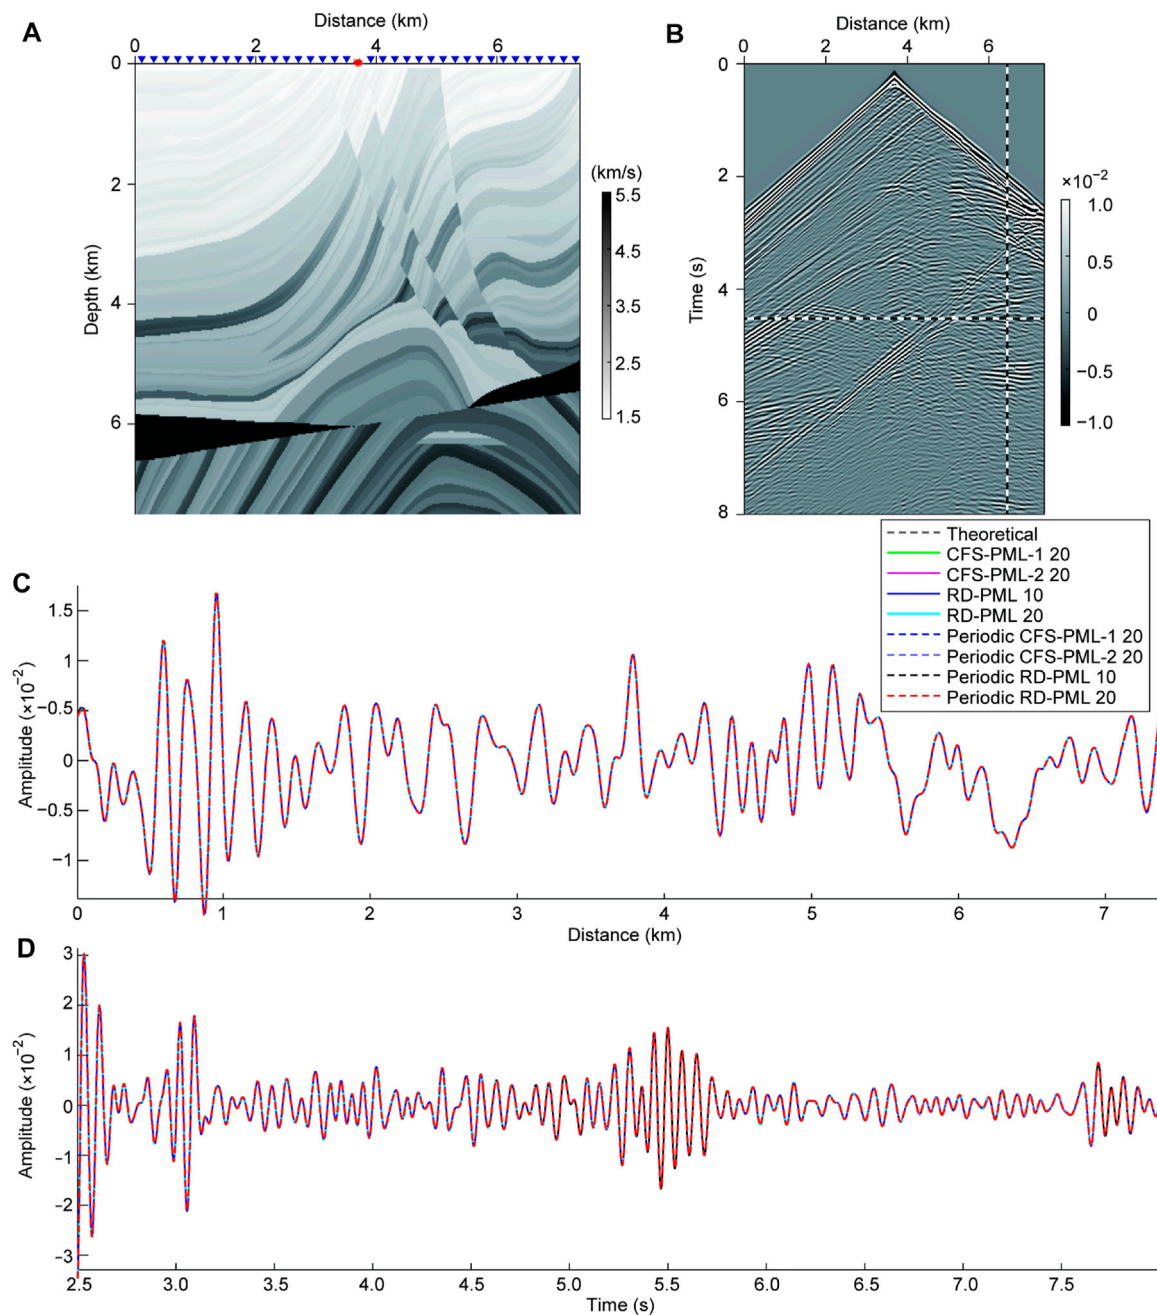 A
Distance (km)
0 2 4 6
0
2
4
6
Depth (km)
(km/s)
5.5
4.5
3.5
2.5
1.5
B
Distance (km)
0 2 4 6
0
2
4
6
8
Time (s)
×10−2
1.0
0.5
0
−0.5
−1.0
Theoretical
CFS-PML-1 20
CFS-PML-2 20
RD-PML 10
RD-PML 20
Periodic CFS-PML-1 20
Periodic CFS-PML-2 20
Periodic RD-PML 10
Periodic RD-PML 20
C
1.5
1
−0.5
0
−0.5
−1
Amplitude (×10−2)
0 1 2 3 4 5 6 7
Distance (km)
D
3
2
1
0
−1
−2
−3
Amplitude (×10−2)
2.5 3.0 3.5 4.0 4.5 5.0 5.5 6.0 6.5 7.0 7.5
Time (s)